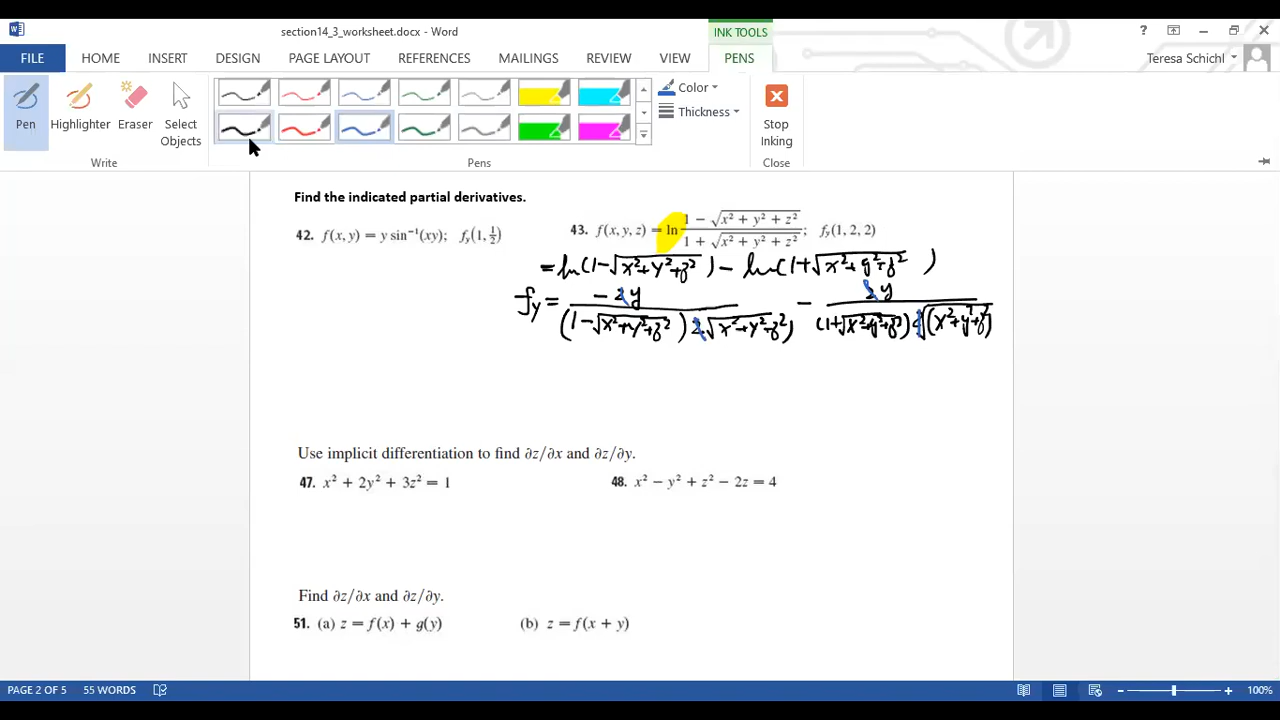 section14_3_worksheet.docx - Word
INK TOOLS
FILE HOME INSERT DESIGN PAGE LAYOUT REFERENCES MAILINGS REVIEW VIEW PENS
Teresa Schichl
Pen Highlighter Eraser Select Objects
Color
Thickness
Stop Inking
Write Pens Close
Find the indicated partial derivatives.
42. f(x, y) = y sin⁻¹(xy); fᵧ(1, ½)
43. f(x, y, z) = ln (1 − √(x² + y² + z²))/(1 + √(x² + y² + z²)); fᵧ(1, 2, 2)
= ln(1−√(x²+y²+z²)) − ln(1+√(x²+y²+z²))
fᵧ = −2y/((1−√(x²+y²+z²)) 2√(x²+y²+z²)) − 2y/((1+√(x²+y²+z²)) 2√(x²+y²+z²))
Use implicit differentiation to find ∂z/∂x and ∂z/∂y.
47. x² + 2y² + 3z² = 1
48. x² − y² + z² − 2z = 4
Find ∂z/∂x and ∂z/∂y.
51. (a) z = f(x) + g(y)
(b) z = f(x + y)
PAGE 2 OF 5 55 WORDS 100%